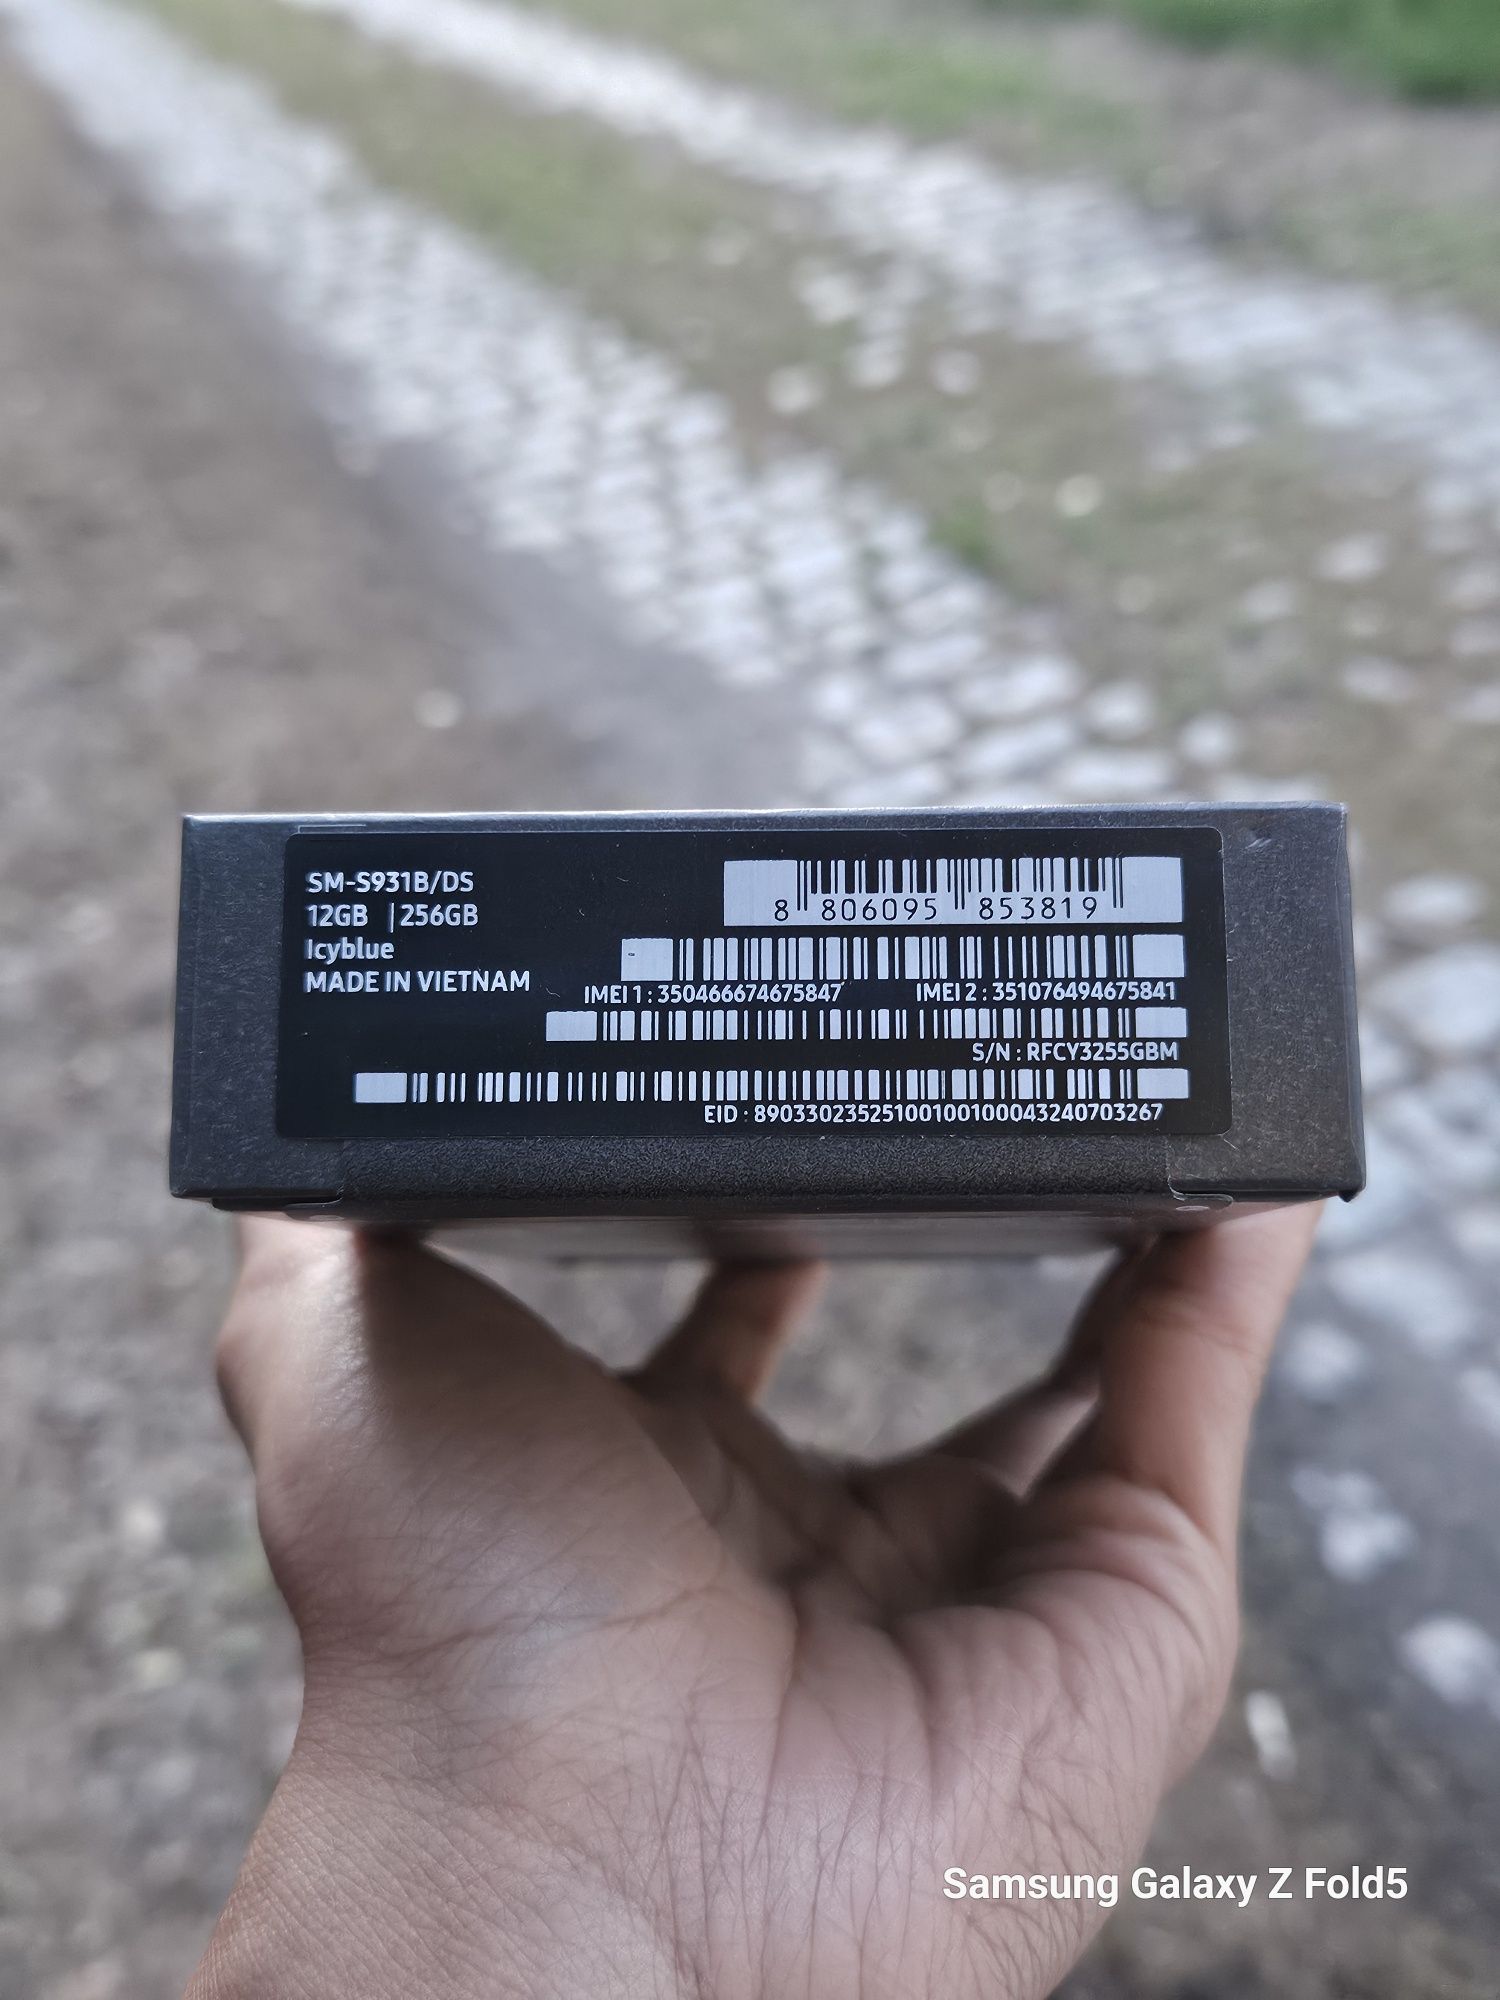 SM-S931B/DS
12GB |256GB
Icyblue
MADE IN VIETNAM
8 806095 853819
IMEI 1 : 350466674675847 IMEI 2 : 351076494675841
S/N : RFCY3255GBM
EID : 89033023525100100100043240703267
Samsung Galaxy Z Fold5